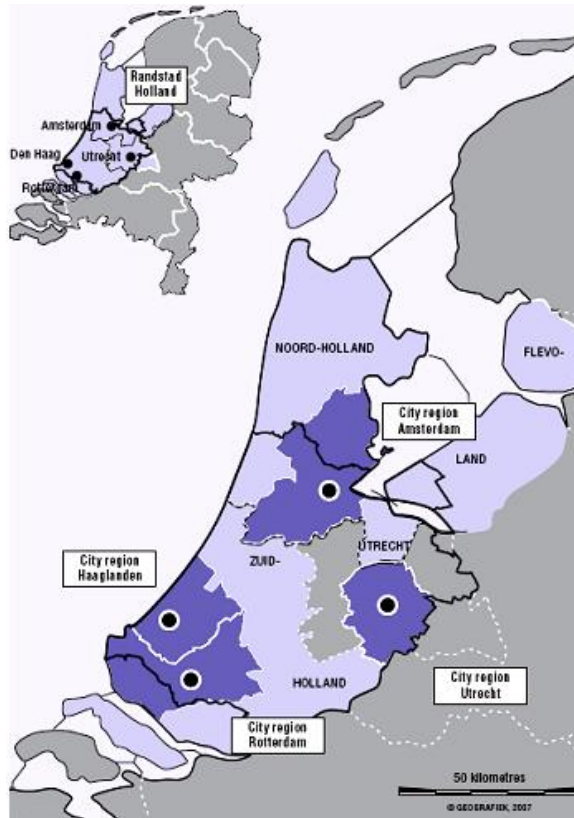 Randstad
Holland
Amsterdam
Den Haag
Utrecht
Rotterdam
NOORD-HOLLAND
FLEVO-
City region
Amsterdam
LAND
UTRECHT
City region
Haaglanden
ZUID-
HOLLAND
City region
Utrecht
City region
Rotterdam
50 kilometres
© GEOGRAFIEK, 2007